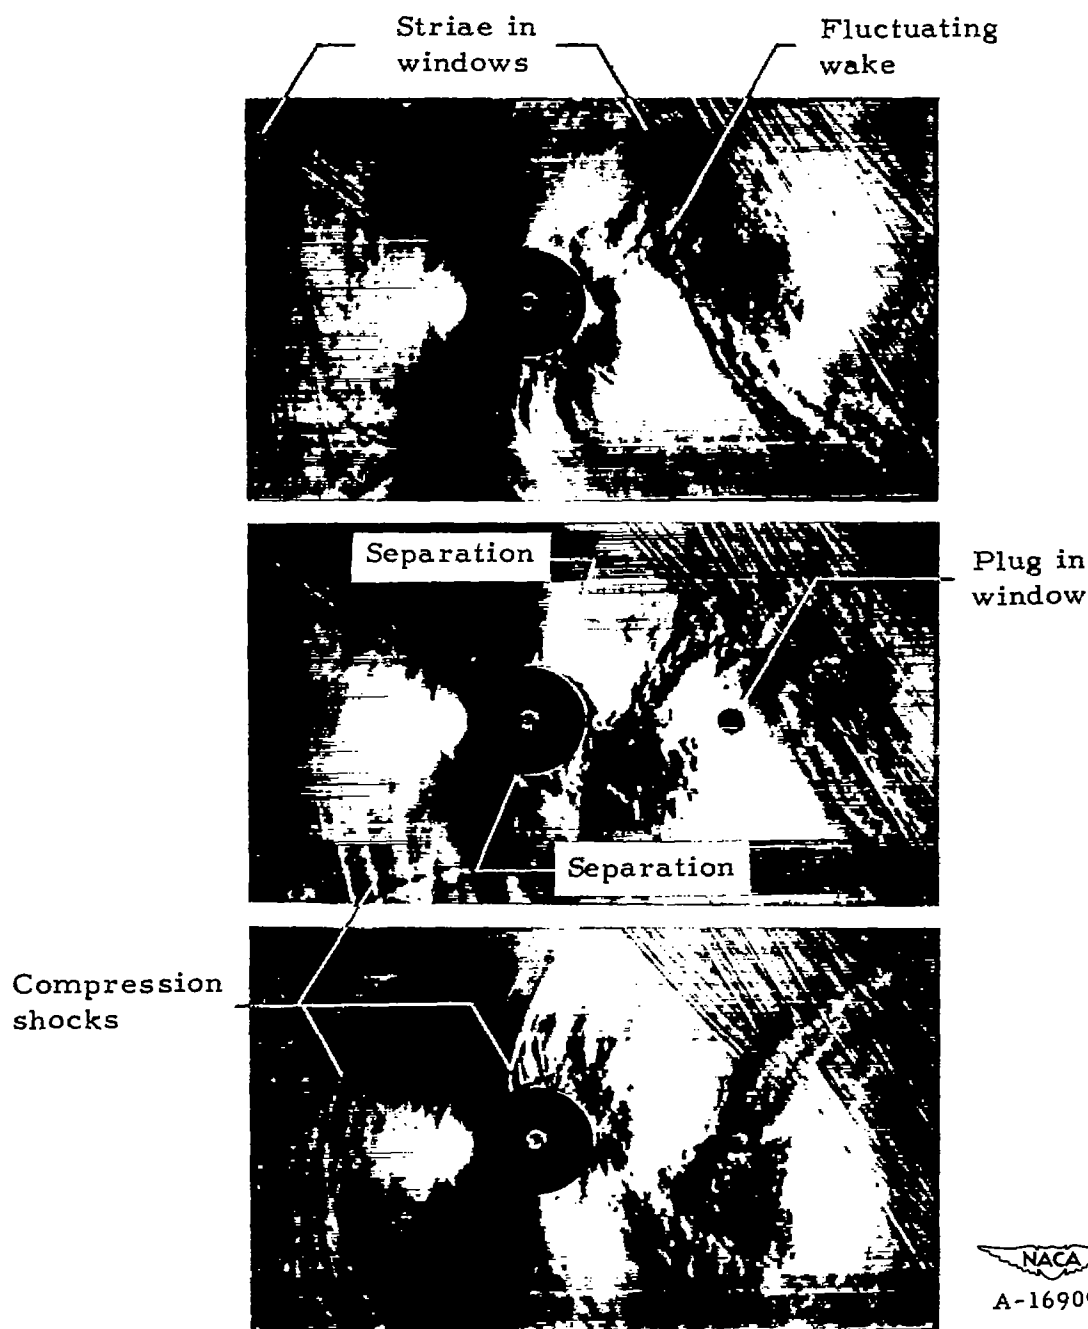 Striae in
windows
Fluctuating
wake
Separation
Plug in
window
Separation
Compression
shocks
NACA
A-1690